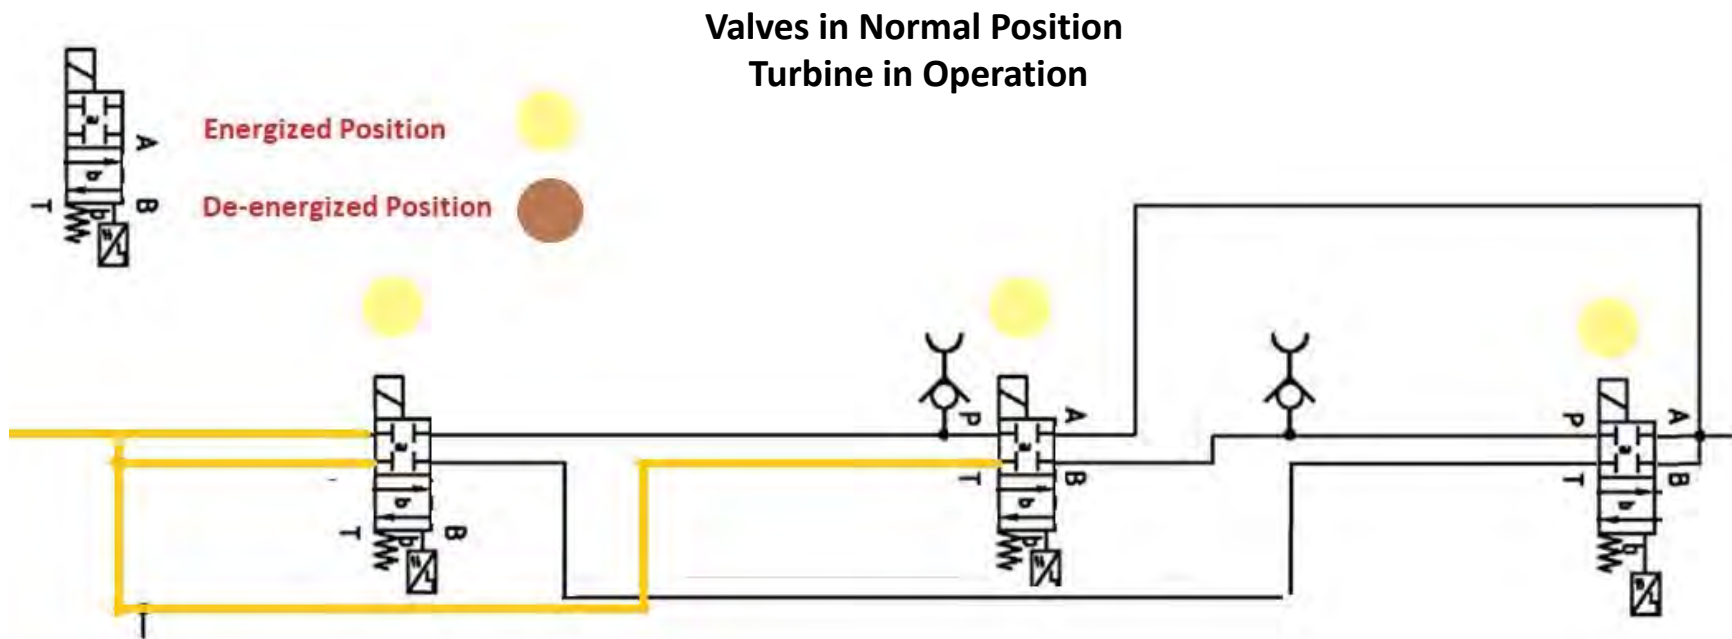 Valves in Normal Position
Turbine in Operation
Energized Position
De-energized Position
a
A
b
T
b
B
a
b
T
b
B
P
A
a
T
B
b
b
P
A
a
T
B
b
b